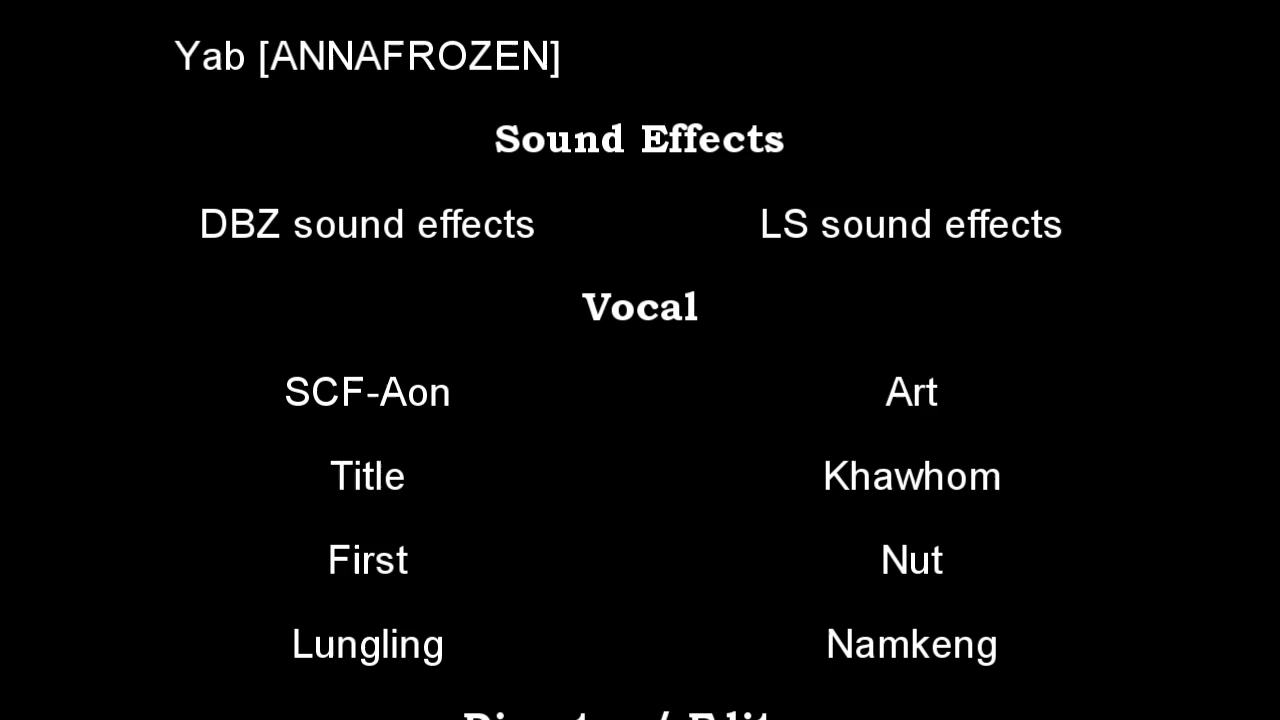 Yab [ANNAFROZEN]
Sound Effects
DBZ sound effects LS sound effects
Vocal
SCF-Aon Art
Title Khawhom
First Nut
Lungling Namkeng